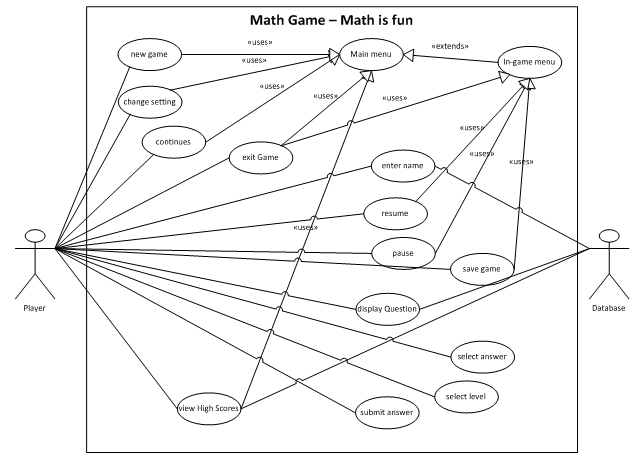 Math Game – Math is fun
new game
«uses»
Main menu
«extends»
In-game menu
«uses»
change setting
«uses»
«uses»
«uses»
continues
exit Game
«uses»
«uses»
«uses»
enter name
resume
«uses»
pause
save game
Player
Database
display Question
select answer
select level
view High Scores
submit answer